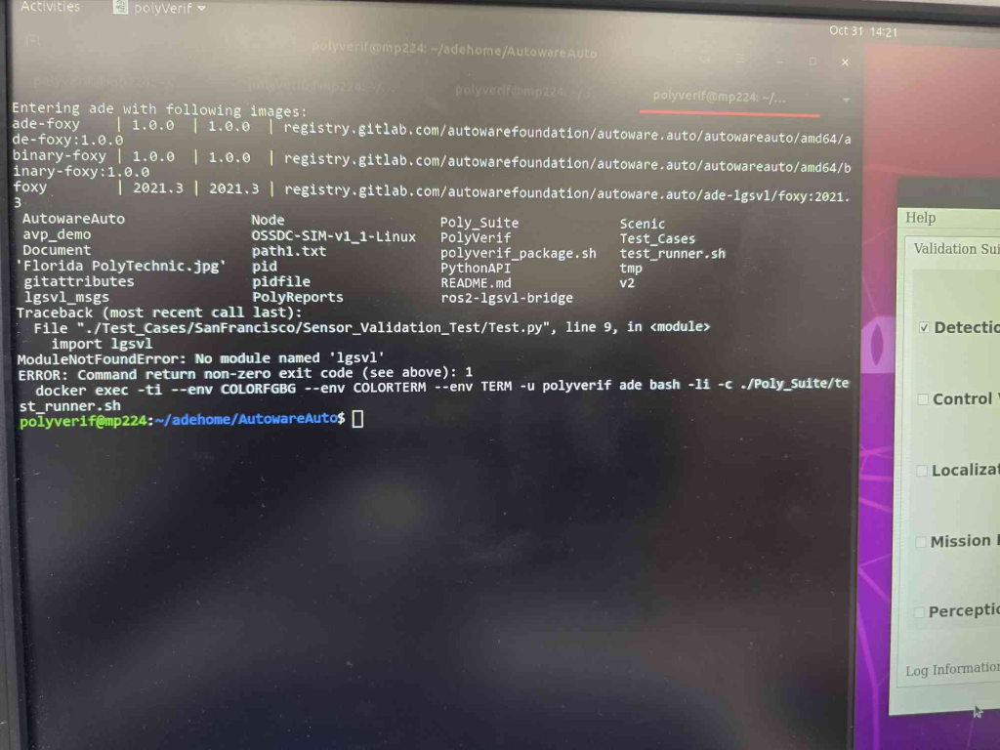 Activities polyVerif
Oct 31 14:21
polyverif@mp224: ~/adehome/AutowareAuto
polyverif@mp224: ~/...
Entering ade with following images:
ade-foxy | 1.0.0 | 1.0.0 | registry.gitlab.com/autowarefoundation/autoware.auto/autowareauto/amd64/a
de-foxy:1.0.0
binary-foxy | 1.0.0 | 1.0.0 | registry.gitlab.com/autowarefoundation/autoware.auto/autowareauto/amd64/b
inary-foxy:1.0.0
foxy | 2021.3 | 2021.3 | registry.gitlab.com/autowarefoundation/autoware.auto/ade-lgsvl/foxy:2021.
3
AutowareAuto Node Poly_Suite Scenic
avp_demo OSSDC-SIM-v1_1-Linux PolyVerif Test_Cases
Document path1.txt polyverif_package.sh test_runner.sh
'Florida PolyTechnic.jpg' pid PythonAPI tmp
gitattributes pidfile README.md v2
lgsvl_msgs PolyReports ros2-lgsvl-bridge
Traceback (most recent call last):
File "./Test_Cases/SanFrancisco/Sensor_Validation_Test/Test.py", line 9, in <module>
import lgsvl
ModuleNotFoundError: No module named 'lgsvl'
ERROR: Command return non-zero exit code (see above): 1
docker exec -ti --env COLORFGBG --env COLORTERM --env TERM -u polyverif ade bash -li -c ./Poly_Suite/te
st_runner.sh
polyverif@mp224:~/adehome/AutowareAuto$
Help
Validation Sui
Detectio
Control
Localizat
Mission
Perceptio
Log Information